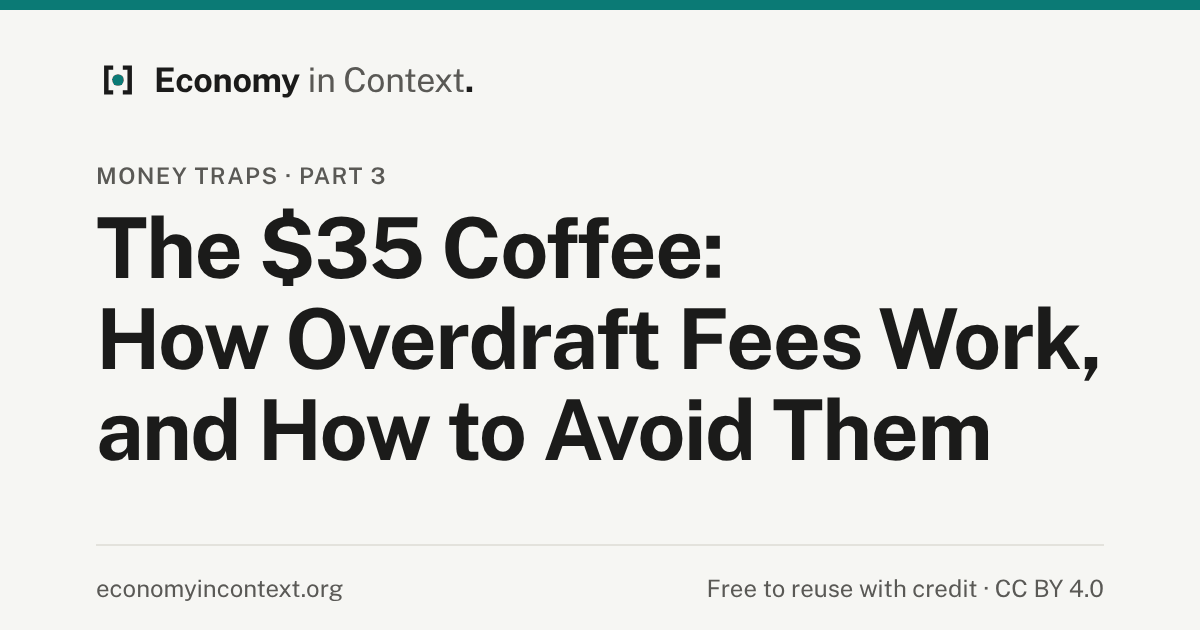 [•] Economy in Context.
MONEY TRAPS · PART 3
The $35 Coffee:
How Overdraft Fees Work,
and How to Avoid Them
economyincontext.org
Free to reuse with credit · CC BY 4.0